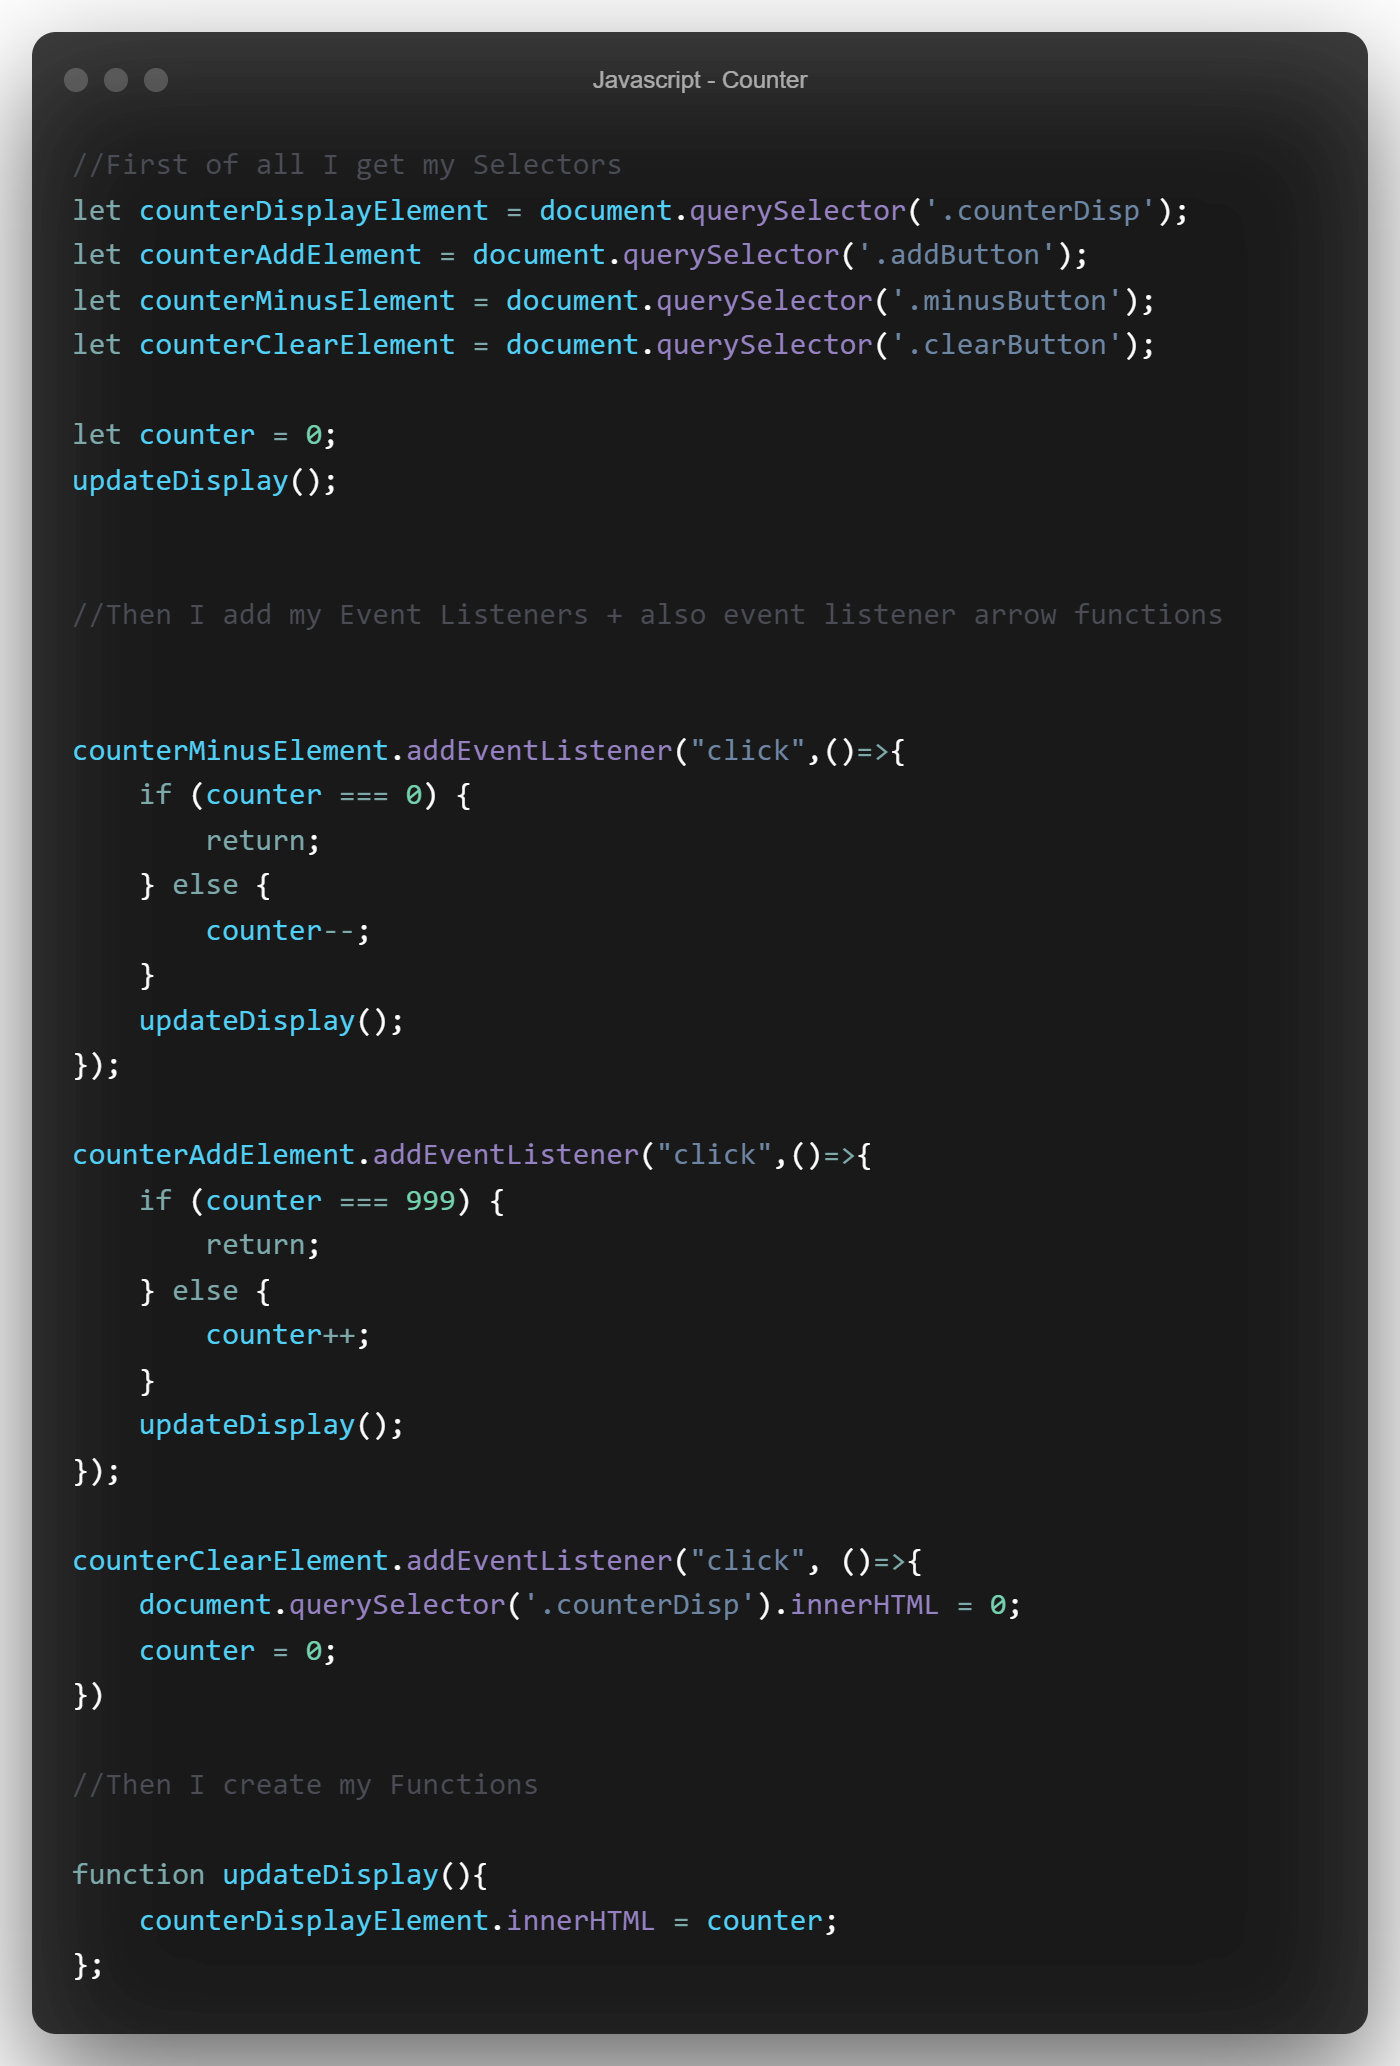 Javascript - Counter
//First of all I get my Selectors
let counterDisplayElement = document.querySelector('.counterDisp');
let counterAddElement = document.querySelector('.addButton');
let counterMinusElement = document.querySelector('.minusButton');
let counterClearElement = document.querySelector('.clearButton');
let counter = 0;
updateDisplay();
//Then I add my Event Listeners + also event listener arrow functions
counterMinusElement.addEventListener("click",()=>{
    if (counter === 0) {
        return;
    } else {
        counter--;
    }
    updateDisplay();
});
counterAddElement.addEventListener("click",()=>{
    if (counter === 999) {
        return;
    } else {
        counter++;
    }
    updateDisplay();
});
counterClearElement.addEventListener("click", ()=>{
    document.querySelector('.counterDisp').innerHTML = 0;
    counter = 0;
})
//Then I create my Functions
function updateDisplay(){
    counterDisplayElement.innerHTML = counter;
};